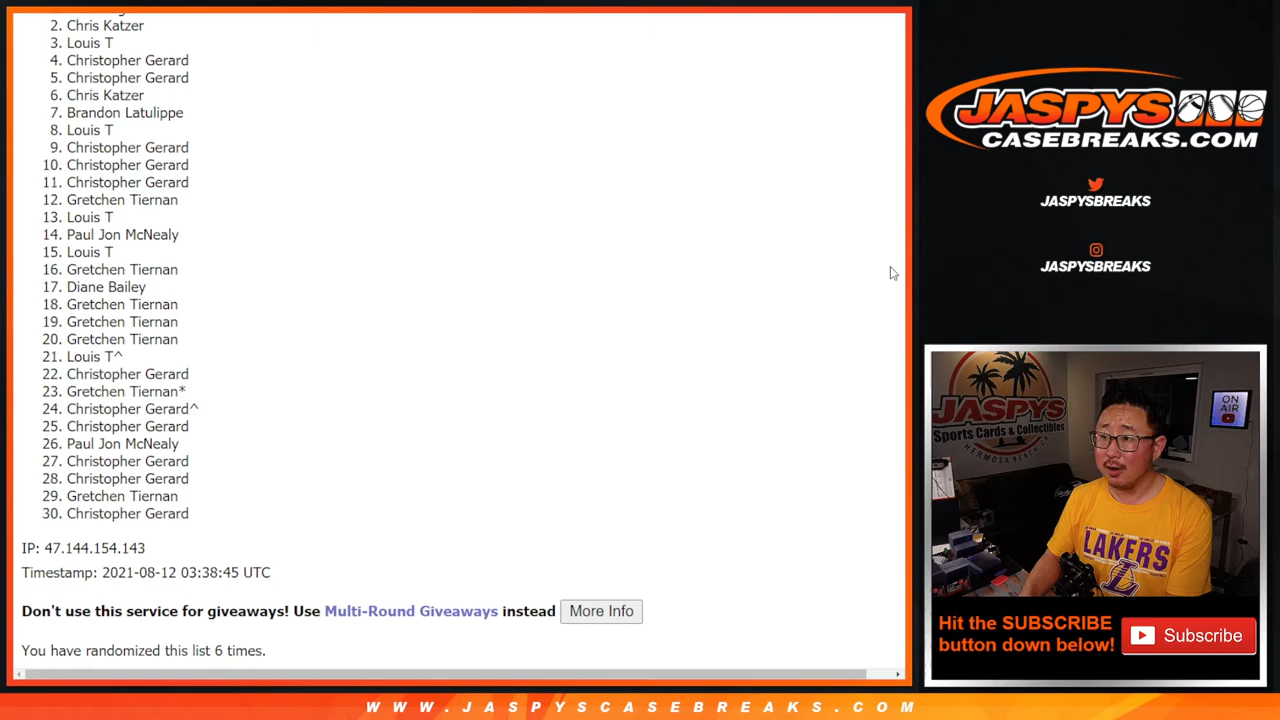 2. Chris Katzer
3. Louis T
4. Christopher Gerard
5. Christopher Gerard
6. Chris Katzer
7. Brandon Latulippe
8. Louis T
9. Christopher Gerard
10. Christopher Gerard
11. Christopher Gerard
12. Gretchen Tiernan
13. Louis T
14. Paul Jon McNealy
15. Louis T
16. Gretchen Tiernan
17. Diane Bailey
18. Gretchen Tiernan
19. Gretchen Tiernan
20. Gretchen Tiernan
21. Louis T^
22. Christopher Gerard
23. Gretchen Tiernan*
24. Christopher Gerard^
25. Christopher Gerard
26. Paul Jon McNealy
27. Christopher Gerard
28. Christopher Gerard
29. Gretchen Tiernan
30. Christopher Gerard
IP: 47.144.154.143
Timestamp: 2021-08-12 03:38:45 UTC
Don't use this service for giveaways! Use Multi-Round Giveaways instead More Info
You have randomized this list 6 times.
JASPYS
CASEBREAKS.COM
JASPYSBREAKS
JASPYSBREAKS
JASPYS
Sports Cards & Collectibles
HERMOSA BEACH, CA
ON
AIR
LAKERS
L
Hit the SUBSCRIBE
button down below!
Subscribe
WWW.JASPYSCASEBREAKS.COM